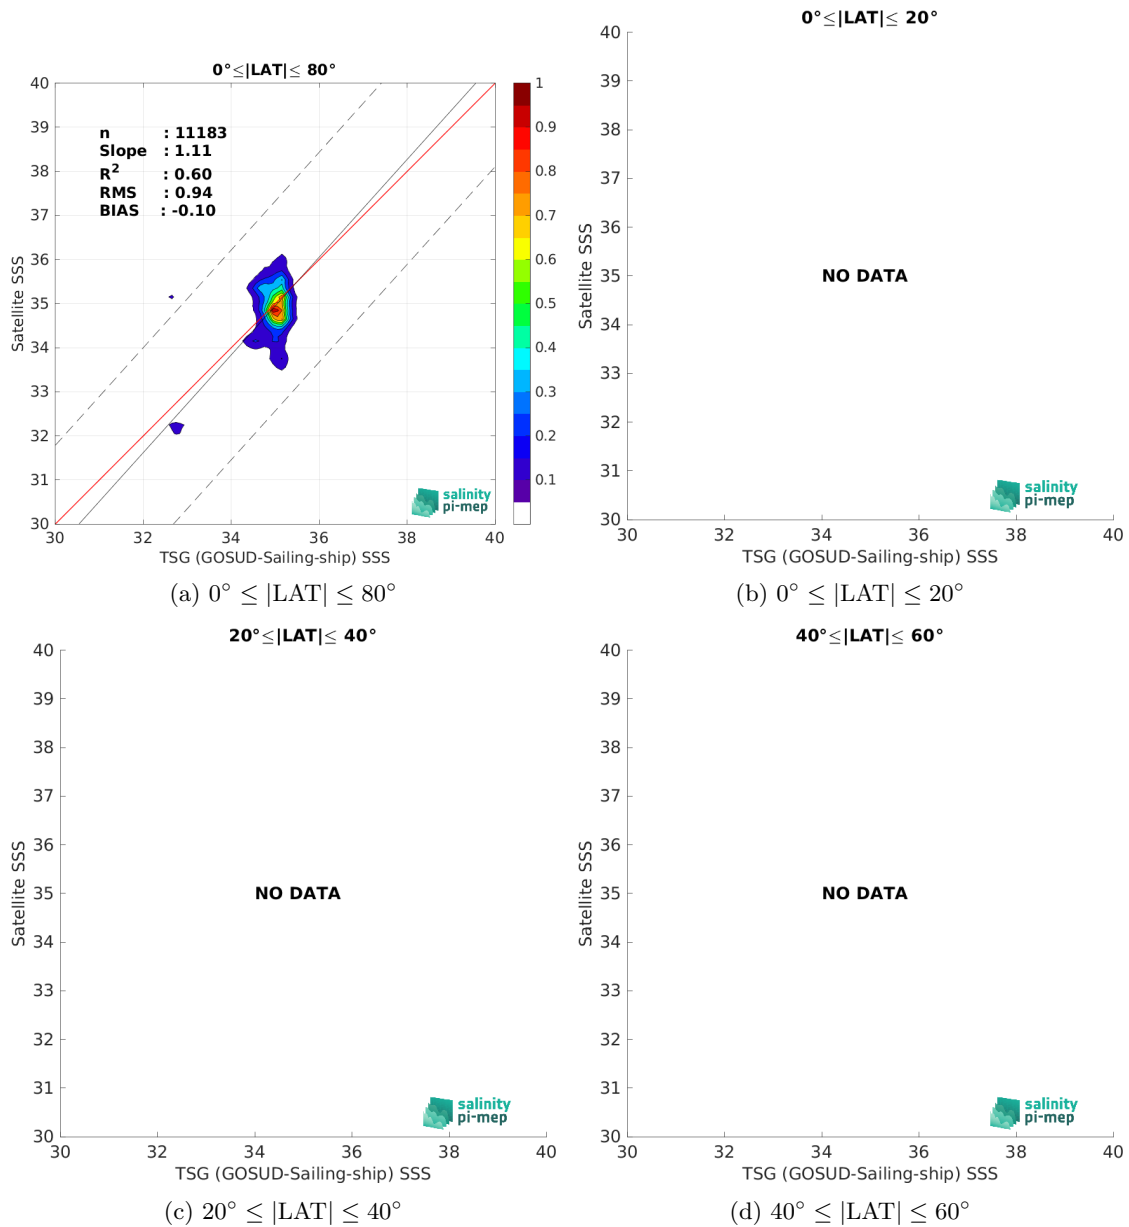 0°≤|LAT|≤ 80°
40
39
38
37
36
35
34
33
32
31
30
Satellite SSS
n : 11183
Slope : 1.11
R² : 0.60
RMS : 0.94
BIAS : -0.10
1
0.9
0.8
0.7
0.6
0.5
0.4
0.3
0.2
0.1
salinity
pi-mep
30 32 34 36 38 40
TSG (GOSUD-Sailing-ship) SSS
(a) 0° ≤ |LAT| ≤ 80°
0°≤|LAT|≤ 20°
40
39
38
37
36
35
34
33
32
31
30
Satellite SSS
NO DATA
salinity
pi-mep
30 32 34 36 38 40
TSG (GOSUD-Sailing-ship) SSS
(b) 0° ≤ |LAT| ≤ 20°
20°≤|LAT|≤ 40°
40
39
38
37
36
35
34
33
32
31
30
Satellite SSS
NO DATA
salinity
pi-mep
30 32 34 36 38 40
TSG (GOSUD-Sailing-ship) SSS
(c) 20° ≤ |LAT| ≤ 40°
40°≤|LAT|≤ 60°
40
39
38
37
36
35
34
33
32
31
30
Satellite SSS
NO DATA
salinity
pi-mep
30 32 34 36 38 40
TSG (GOSUD-Sailing-ship) SSS
(d) 40° ≤ |LAT| ≤ 60°